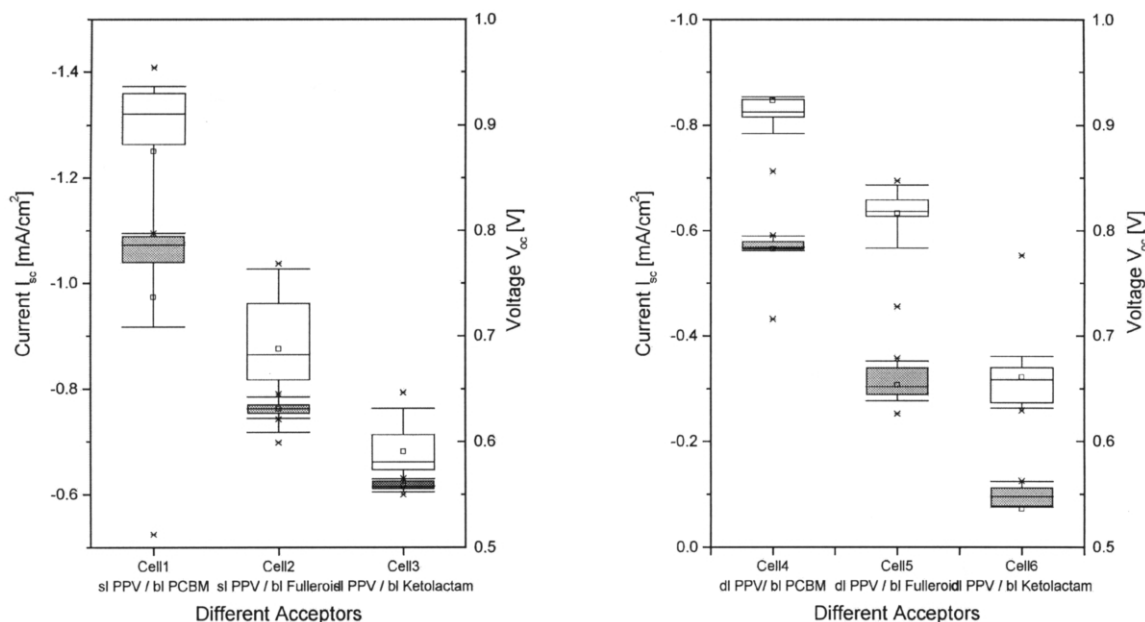 -1.4
-1.2
-1.0
-0.8
-0.6
Current I_sc [mA/cm²]
1.0
0.9
0.8
0.7
0.6
0.5
Voltage V_oc [V]
Cell1 Cell2 Cell3
sl PPV / bl PCBM sl PPV / bl Fulleroid sl PPV / bl Ketolactam
Different Acceptors
-1.0
-0.8
-0.6
-0.4
-0.2
0.0
Current I_sc [mA/cm²]
1.0
0.9
0.8
0.7
0.6
0.5
Voltage V_oc [V]
Cell4 Cell5 Cell6
dl PPV/ bl PCBM dl PPV / bl Fulleroid dl PPV / bl Ketolactam
Different Acceptors